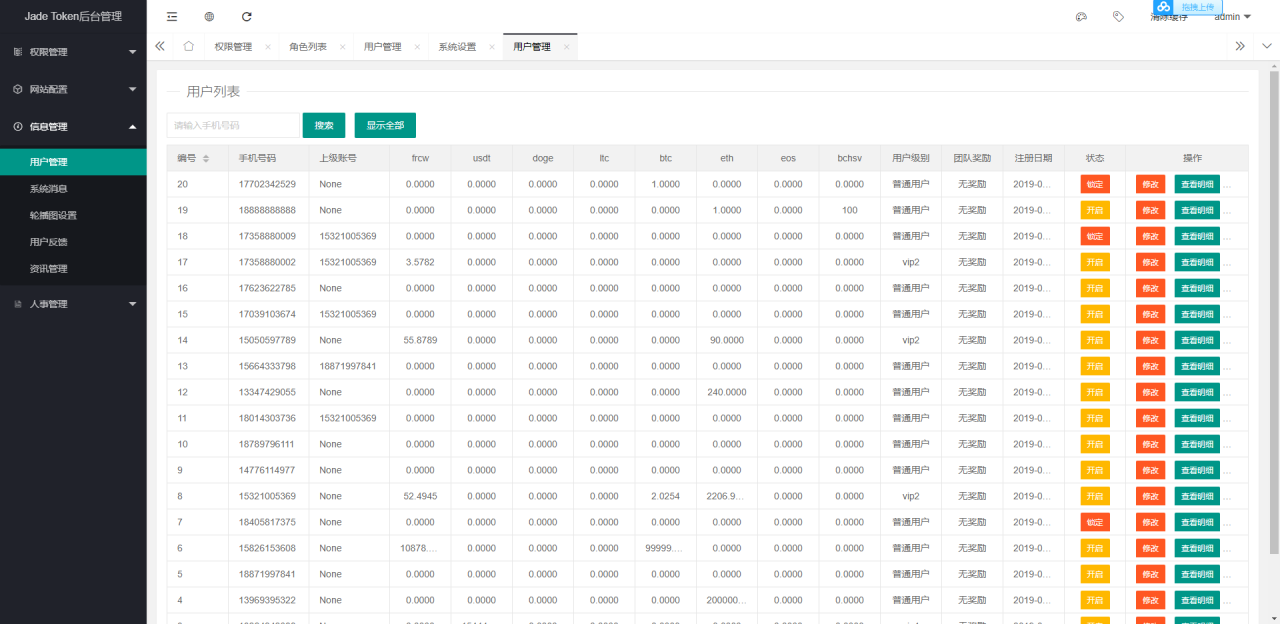 Jade Token后台管理
拖拽上传
清除缓存
admin
权限管理
角色列表
用户管理
系统设置
用户管理
权限管理
网站配置
信息管理
用户管理
系统消息
轮播图设置
用户反馈
资讯管理
人事管理
用户列表
请输入手机号码 搜索 显示全部
编号 手机号码 上级账号 frcw usdt doge ltc btc eth eos bchsv 用户级别 团队奖励 注册日期 状态 操作
20 17702342529 None 0.0000 0.0000 0.0000 0.0000 1.0000 0.0000 0.0000 0.0000 普通用户 无奖励 2019-0... 锁定 修改 查看明细 ...
19 18888888888 None 0.0000 0.0000 0.0000 0.0000 0.0000 1.0000 0.0000 100 普通用户 无奖励 2019-0... 开启 修改 查看明细 ...
18 17358880009 15321005369 0.0000 0.0000 0.0000 0.0000 0.0000 0.0000 0.0000 0.0000 普通用户 无奖励 2019-0... 锁定 修改 查看明细 ...
17 17358880002 15321005369 3.5782 0.0000 0.0000 0.0000 0.0000 0.0000 0.0000 0.0000 vip2 无奖励 2019-0... 开启 修改 查看明细 ...
16 17623622785 None 0.0000 0.0000 0.0000 0.0000 0.0000 0.0000 0.0000 0.0000 普通用户 无奖励 2019-0... 开启 修改 查看明细 ...
15 17039103674 15321005369 0.0000 0.0000 0.0000 0.0000 0.0000 0.0000 0.0000 0.0000 普通用户 无奖励 2019-0... 开启 修改 查看明细 ...
14 15050597789 None 55.8789 0.0000 0.0000 0.0000 0.0000 90.0000 0.0000 0.0000 vip2 无奖励 2019-0... 开启 修改 查看明细 ...
13 15664333798 18871997841 0.0000 0.0000 0.0000 0.0000 0.0000 0.0000 0.0000 0.0000 普通用户 无奖励 2019-0... 开启 修改 查看明细 ...
12 13347429055 None 0.0000 0.0000 0.0000 0.0000 0.0000 240.0000 0.0000 0.0000 普通用户 无奖励 2019-0... 开启 修改 查看明细 ...
11 18014303736 15321005369 0.0000 0.0000 0.0000 0.0000 0.0000 0.0000 0.0000 0.0000 普通用户 无奖励 2019-0... 开启 修改 查看明细 ...
10 18789796111 None 0.0000 0.0000 0.0000 0.0000 0.0000 0.0000 0.0000 0.0000 普通用户 无奖励 2019-0... 开启 修改 查看明细 ...
9 14776114977 None 0.0000 0.0000 0.0000 0.0000 0.0000 0.0000 0.0000 0.0000 普通用户 无奖励 2019-0... 开启 修改 查看明细 ...
8 15321005369 None 52.4945 0.0000 0.0000 0.0000 2.0254 2206.9... 0.0000 0.0000 vip2 无奖励 2019-0... 开启 修改 查看明细 ...
7 18405817375 None 0.0000 0.0000 0.0000 0.0000 0.0000 0.0000 0.0000 0.0000 普通用户 无奖励 2019-0... 锁定 修改 查看明细 ...
6 15826153608 None 10878.... 0.0000 0.0000 0.0000 99999.... 0.0000 0.0000 0.0000 普通用户 无奖励 2019-0... 开启 修改 查看明细 ...
5 18871997841 None 0.0000 0.0000 0.0000 0.0000 0.0000 0.0000 0.0000 0.0000 普通用户 无奖励 2019-0... 开启 修改 查看明细 ...
4 13969395322 None 0.0000 0.0000 0.0000 0.0000 0.0000 200000... 0.0000 0.0000 普通用户 无奖励 2019-0... 开启 修改 查看明细 ...